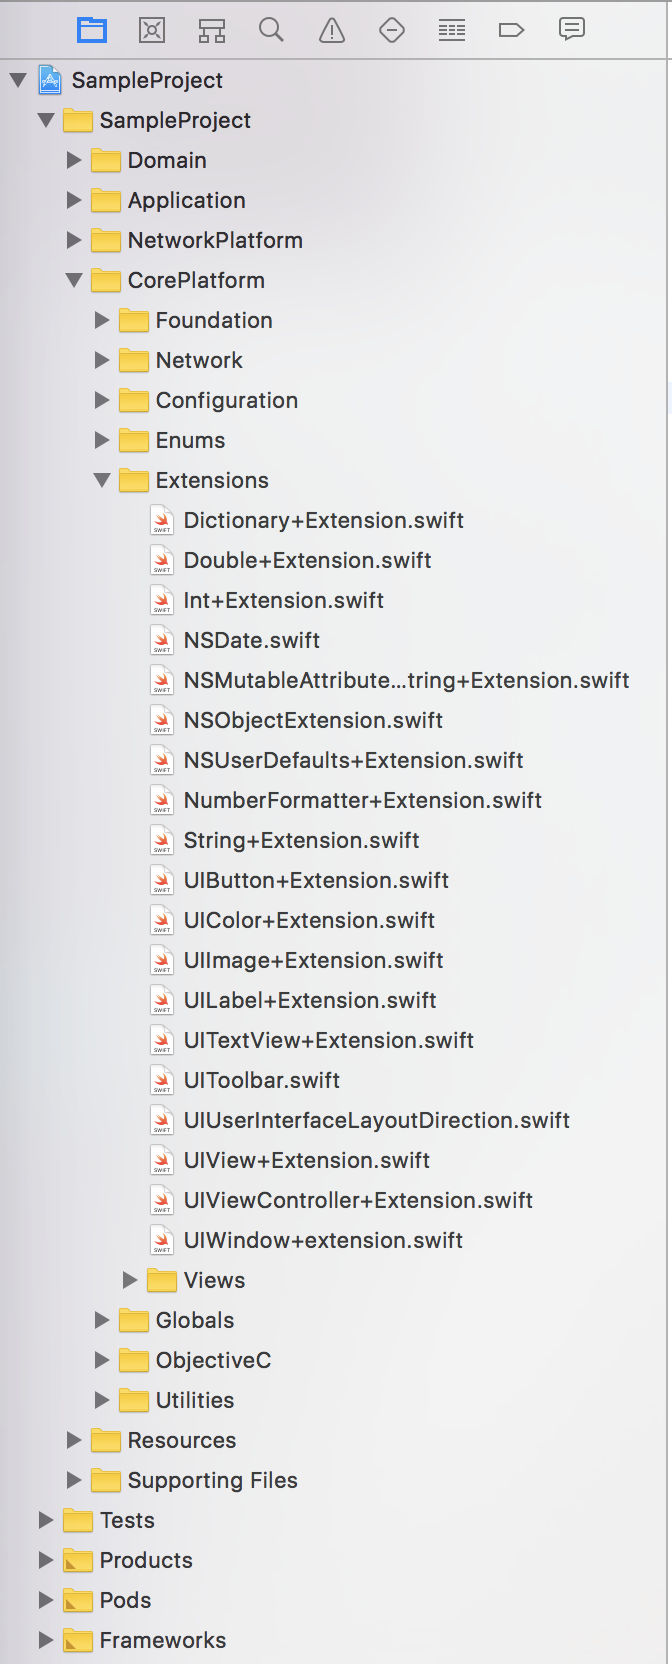 SampleProject
SampleProject
Domain
Application
NetworkPlatform
CorePlatform
Foundation
Network
Configuration
Enums
Extensions
Dictionary+Extension.swift
Double+Extension.swift
Int+Extension.swift
NSDate.swift
NSMutableAttribute...tring+Extension.swift
NSObjectExtension.swift
NSUserDefaults+Extension.swift
NumberFormatter+Extension.swift
String+Extension.swift
UIButton+Extension.swift
UIColor+Extension.swift
UIImage+Extension.swift
UILabel+Extension.swift
UITextView+Extension.swift
UIToolbar.swift
UIUserInterfaceLayoutDirection.swift
UIView+Extension.swift
UIViewController+Extension.swift
UIWindow+extension.swift
Views
Globals
ObjectiveC
Utilities
Resources
Supporting Files
Tests
Products
Pods
Frameworks